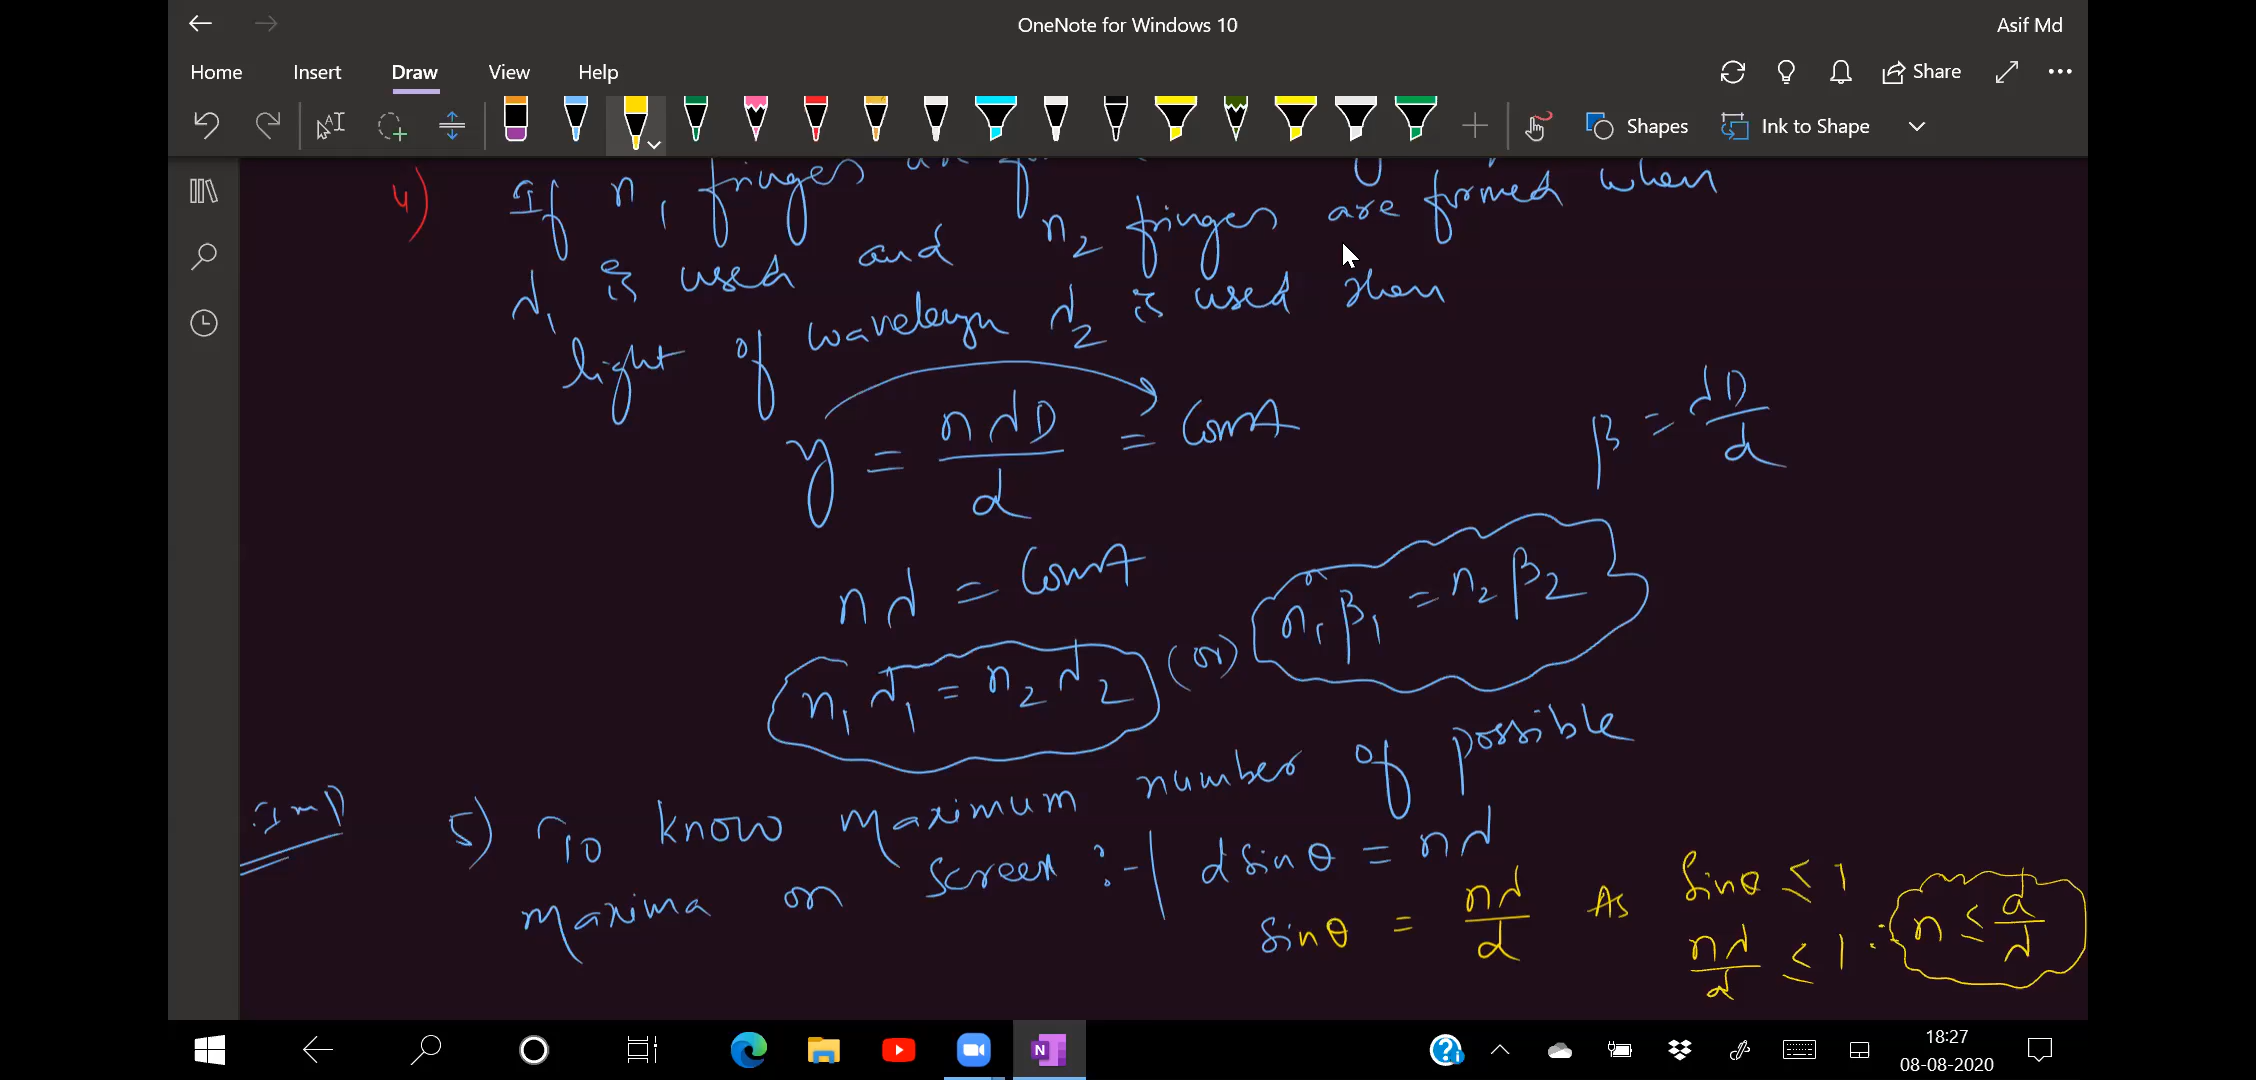 OneNote for Windows 10
Asif Md
Home Insert Draw View Help
Share
Shapes Ink to Shape
4) If n₁ fringes are
are formed when
λ₁ is used and n₂ fringes
light of wavelength λ₂ is used then
y = nλD/d = Const
β = λD/d
nλ = Const
n₁λ₁ = n₂λ₂ (or) n₁β₁ = n₂β₂
Imp 5) To know maximum number of possible
maxima on screen :- d sinθ = nλ
sinθ = nλ/d As sinθ ≤ 1
nλ/d ≤ 1 ∴ n ≤ d/λ
18:27
08-08-2020